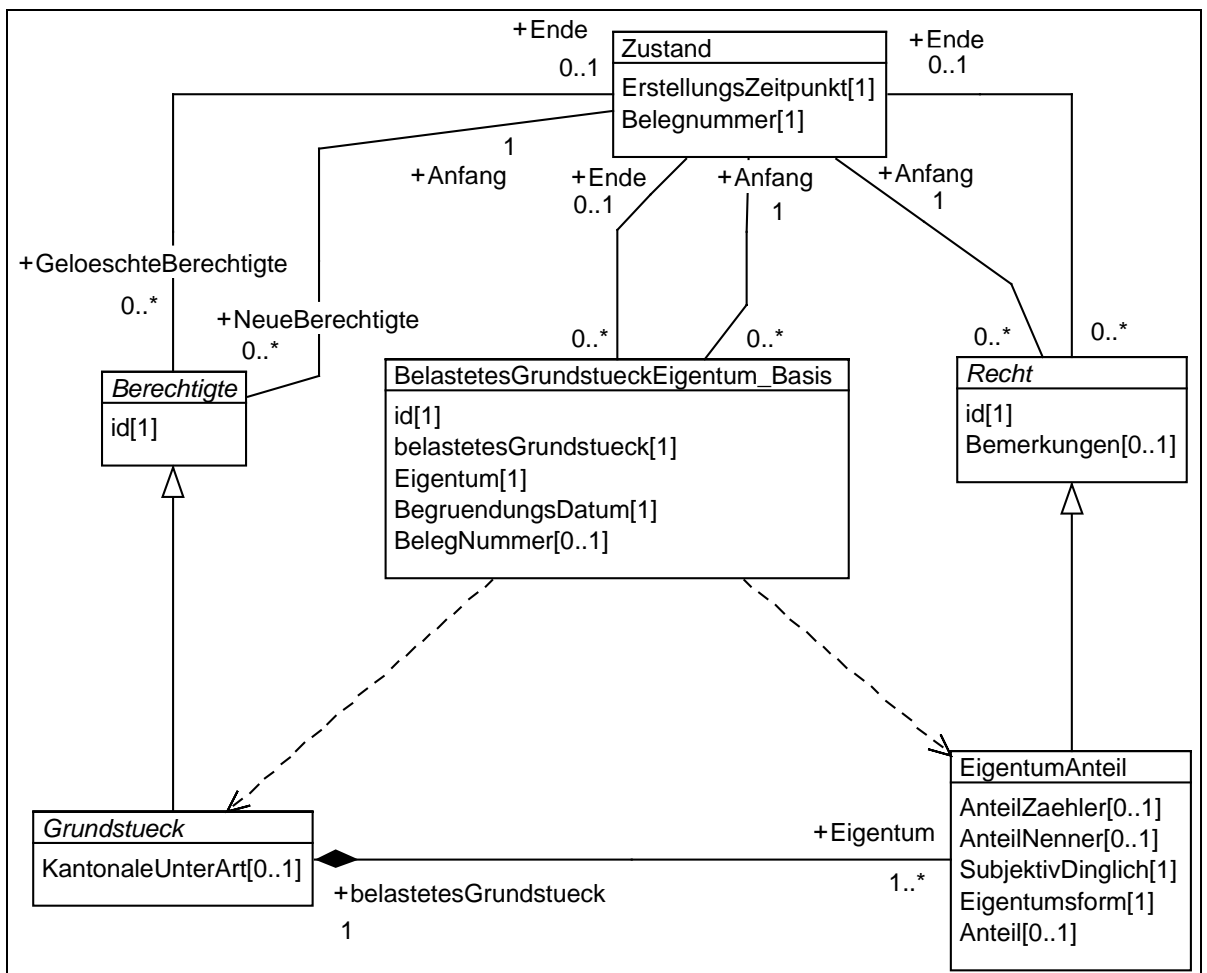 +Ende
0..1
Zustand
ErstellungsZeitpunkt[1]
Belegnummer[1]
+Ende
0..1
1
+Anfang
+Ende
0..1
+Anfang
1
+Anfang
1
+GeloeschteBerechtigte
0..*
+NeueBerechtigte
0..*
0..*
0..*
0..*
0..*
Berechtigte
id[1]
BelastetesGrundstueckEigentum_Basis
id[1]
belastetesGrundstueck[1]
Eigentum[1]
BegruendungsDatum[1]
BelegNummer[0..1]
Recht
id[1]
Bemerkungen[0..1]
Grundstueck
KantonaleUnterArt[0..1]
+belastetesGrundstueck
1
+Eigentum
1..*
EigentumAnteil
AnteilZaehler[0..1]
AnteilNenner[0..1]
SubjektivDinglich[1]
Eigentumsform[1]
Anteil[0..1]